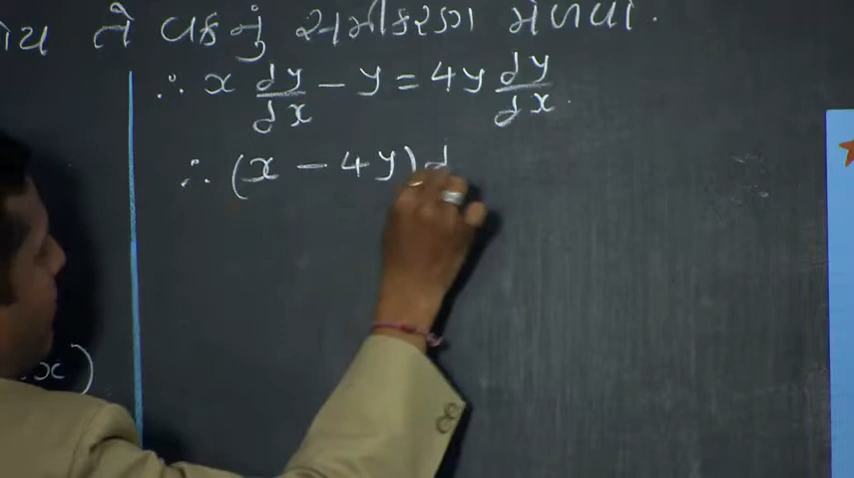 તે વક્રનું સમીકરણ મેળવો.
∴ x dy/dx − y = 4y dy/dx.
∴ (x − 4y) d
x)